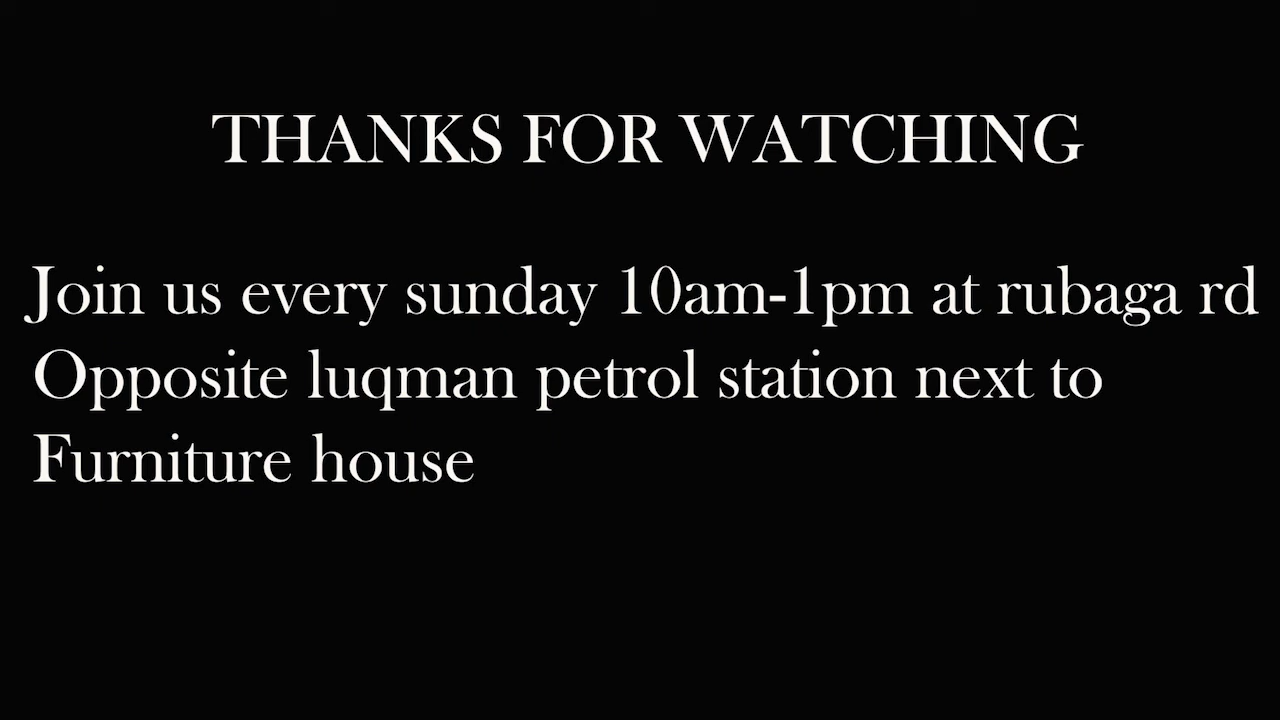 THANKS FOR WATCHING
Join us every sunday 10am-1pm at rubaga rd
Opposite luqman petrol station next to
Furniture house